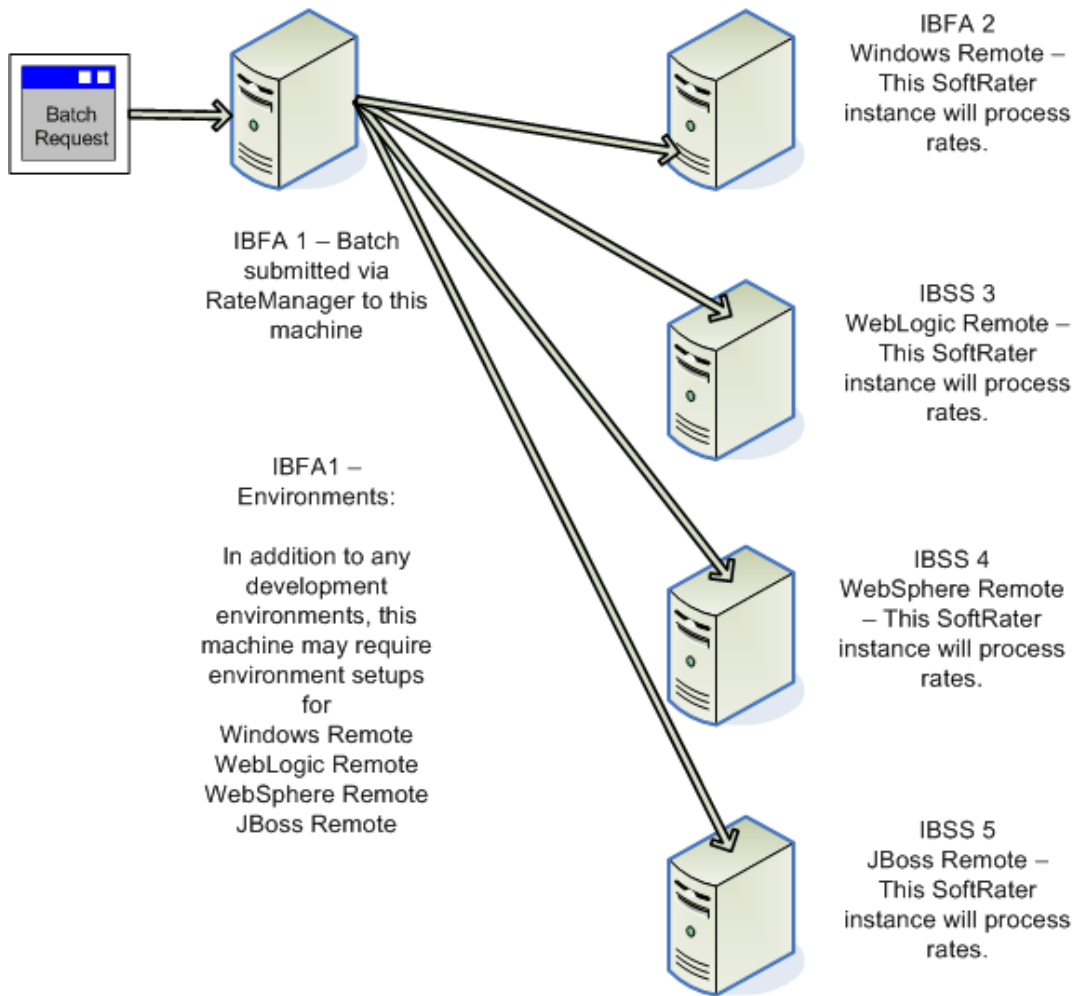 Batch
Request
IBFA 1 – Batch
submitted via
RateManager to this
machine
IBFA1 –
Environments:
In addition to any
development
environments, this
machine may require
environment setups
for
Windows Remote
WebLogic Remote
WebSphere Remote
JBoss Remote
IBFA 2
Windows Remote –
This SoftRater
instance will process
rates.
IBSS 3
WebLogic Remote –
This SoftRater
instance will process
rates.
IBSS 4
WebSphere Remote
– This SoftRater
instance will process
rates.
IBSS 5
JBoss Remote –
This SoftRater
instance will process
rates.